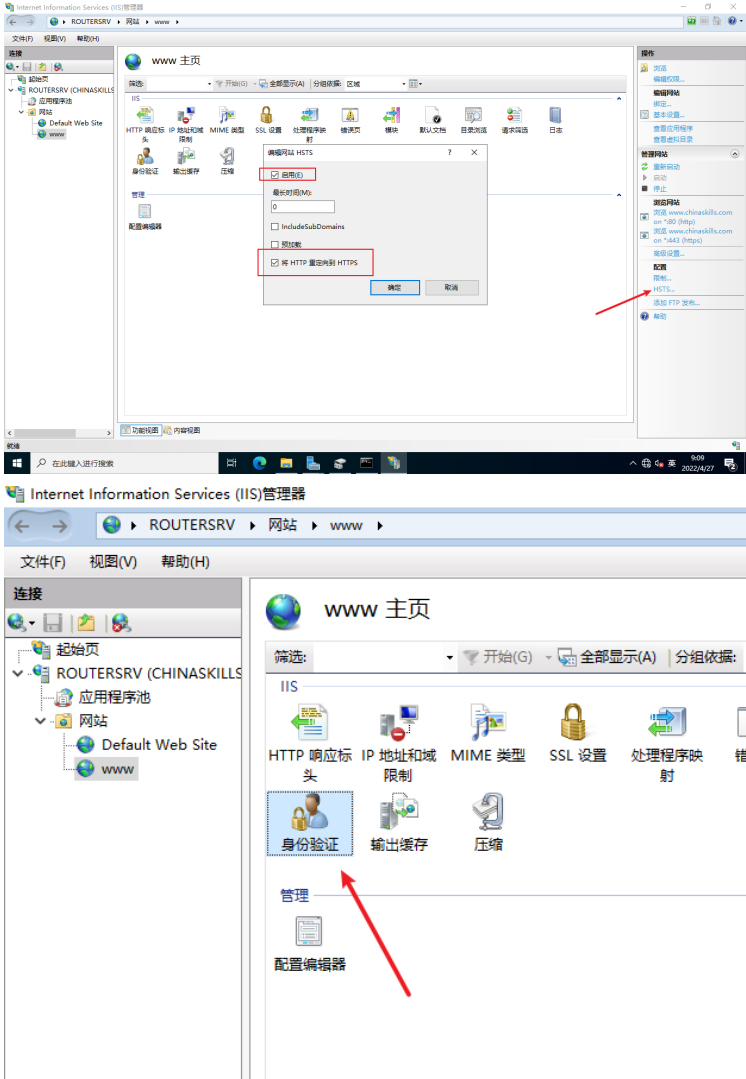 Internet Information Services (IIS)管理器
ROUTERSRV 网站 www
文件(F) 视图(V) 帮助(H)
连接
起始页
ROUTERSRV (CHINASKILLS
应用程序池
网站
Default Web Site
www
www 主页
筛选: 开始(G) 全部显示(A) 分组依据: 区域
IIS
HTTP 响应标头 IP 地址和域限制 MIME 类型 SSL 设置 处理程序映射 错误页 模块 默认文档 目录浏览 请求筛选 日志
身份验证 输出缓存 压缩
管理
配置编辑器
编辑网站 HSTS ?
启用(E)
最长时间(M):
0
IncludeSubDomains
预加载
将 HTTP 重定向到 HTTPS
确定 取消
功能视图 内容视图
操作
浏览
编辑权限...
编辑网站
绑定...
基本设置...
查看应用程序
查看虚拟目录
管理网站
重新启动
启动
停止
浏览网站
浏览 www.chinaskills.com
on *:80 (http)
浏览 www.chinaskills.com
on *:443 (https)
高级设置...
配置
限制...
HSTS...
添加 FTP 发布...
帮助
就绪
在此键入进行搜索
英
9:09
2022/4/27
2
Internet Information Services (IIS)管理器
ROUTERSRV 网站 www
文件(F) 视图(V) 帮助(H)
连接
起始页
ROUTERSRV (CHINASKILLS
应用程序池
网站
Default Web Site
www
www 主页
筛选: 开始(G) 全部显示(A) 分组依据:
IIS
HTTP 响应标 IP 地址和域 MIME 类型 SSL 设置 处理程序映 错
头 限制 射
身份验证 输出缓存 压缩
管理
配置编辑器